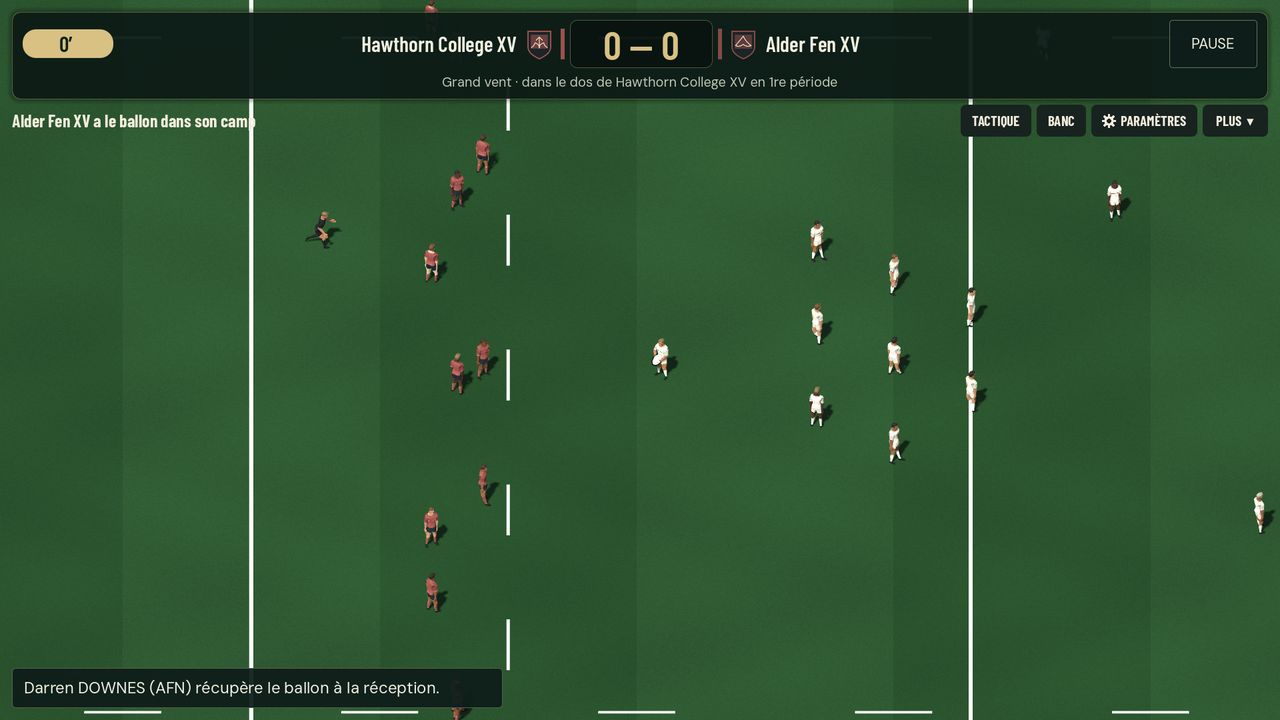 0′
Hawthorn College XV
0 – 0
Alder Fen XV
PAUSE
Grand vent · dans le dos de Hawthorn College XV en 1re période
Alder Fen XV a le ballon dans son camp
TACTIQUE
BANC
PARAMÈTRES
PLUS ▼
Darren DOWNES (AFN) récupère le ballon à la réception.